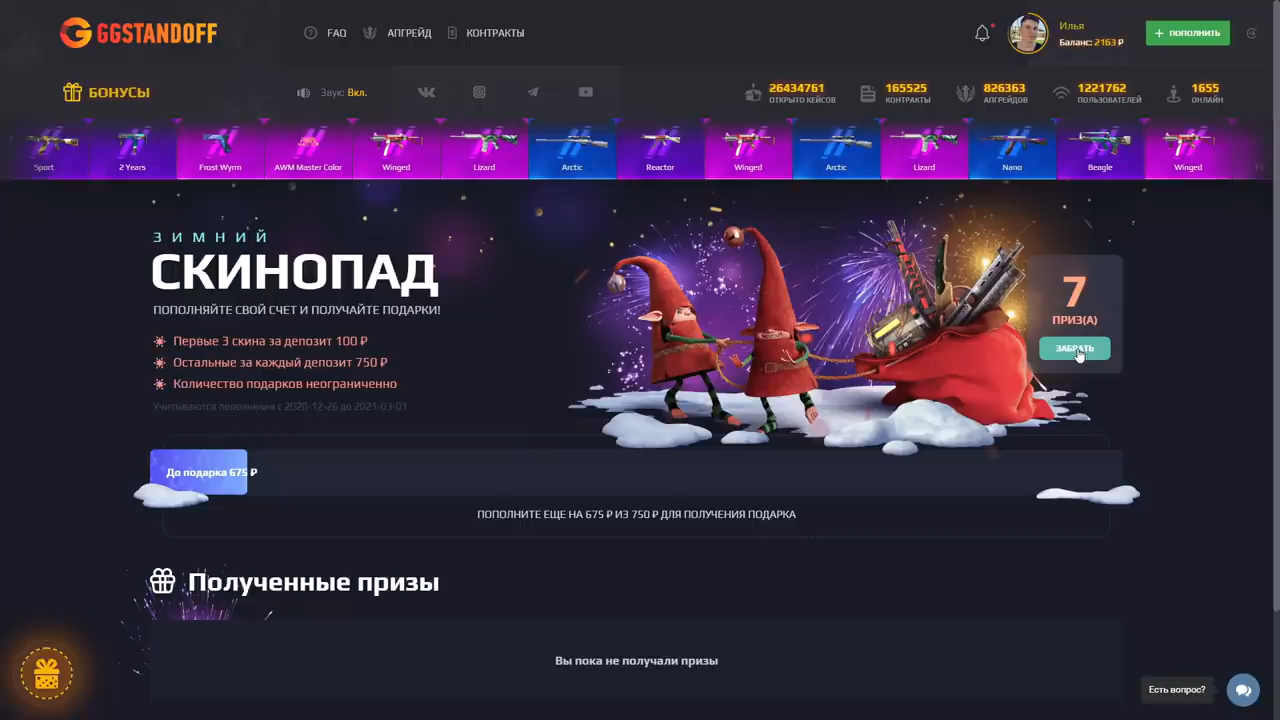 GGSTANDOFF
FAQ
АПГРЕЙД
КОНТРАКТЫ
Илья
Баланс: 2163 ₽
+ ПОПОЛНИТЬ
БОНУСЫ
Звук: Вкл.
26434761
ОТКРЫТО КЕЙСОВ
165525
КОНТРАКТЫ
826363
АПГРЕЙДОВ
1221762
ПОЛЬЗОВАТЕЛЕЙ
1655
ОНЛАЙН
Sport
2 Years
Frost Wyrm
AWM Master Color
Winged
Lizard
Arctic
Reactor
Winged
Arctic
Lizard
Nano
Beagle
Winged
ЗИМНИЙ
СКИНОПАД
ПОПОЛНЯЙТЕ СВОЙ СЧЕТ И ПОЛУЧАЙТЕ ПОДАРКИ!
Первые 3 скина за депозит 100 ₽
Остальные за каждый депозит 750 ₽
Количество подарков неограниченно
Учитываются пополнения с 2020-12-26 до 2021-03-01
7
ПРИЗ(А)
ЗАБРАТЬ
До подарка 675 ₽
ПОПОЛНИТЕ ЕЩЕ НА 675 ₽ ИЗ 750 ₽ ДЛЯ ПОЛУЧЕНИЯ ПОДАРКА
Полученные призы
Вы пока не получали призы
Есть вопрос?